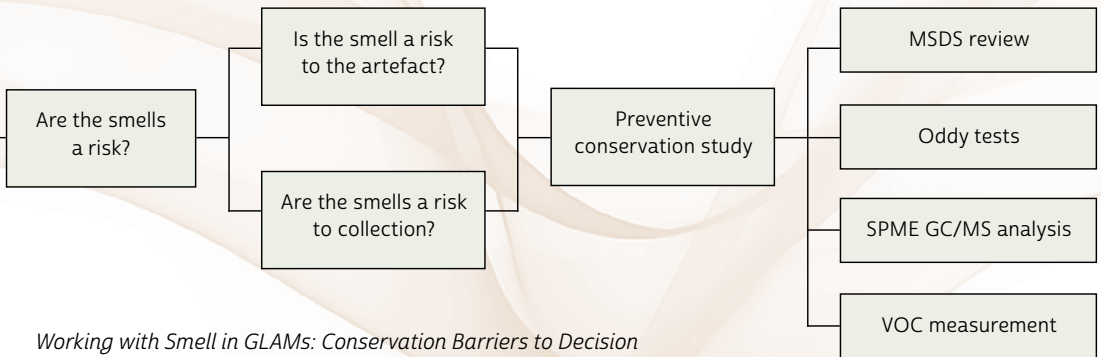 Are the smells
a risk?
Is the smell a risk
to the artefact?
Are the smells a risk
to collection?
Preventive
conservation study
MSDS review
Oddy tests
SPME GC/MS analysis
VOC measurement
Working with Smell in GLAMs: Conservation Barriers to Decision